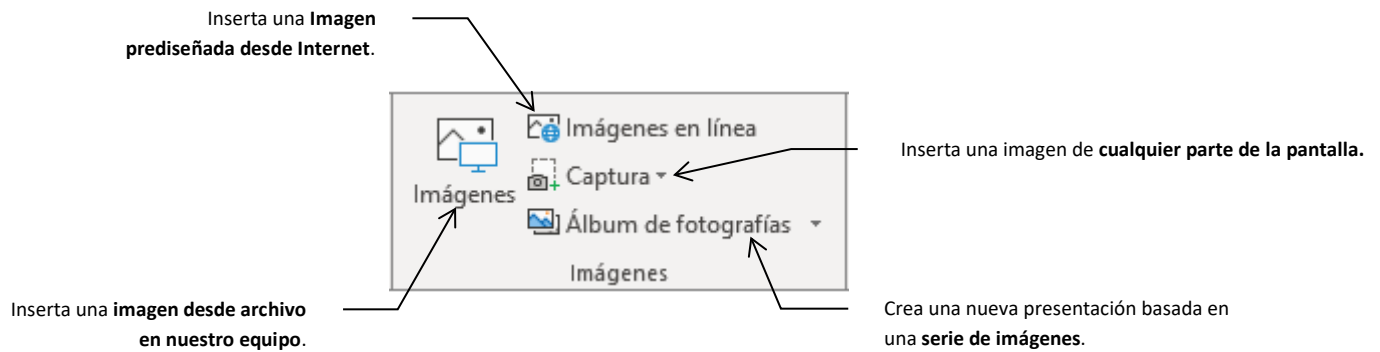 Inserta una Imagen
prediseñada desde Internet.
Imágenes en línea
Captura
Álbum de fotografías
Imágenes
Imágenes
Inserta una imagen de cualquier parte de la pantalla.
Inserta una imagen desde archivo
en nuestro equipo.
Crea una nueva presentación basada en
una serie de imágenes.